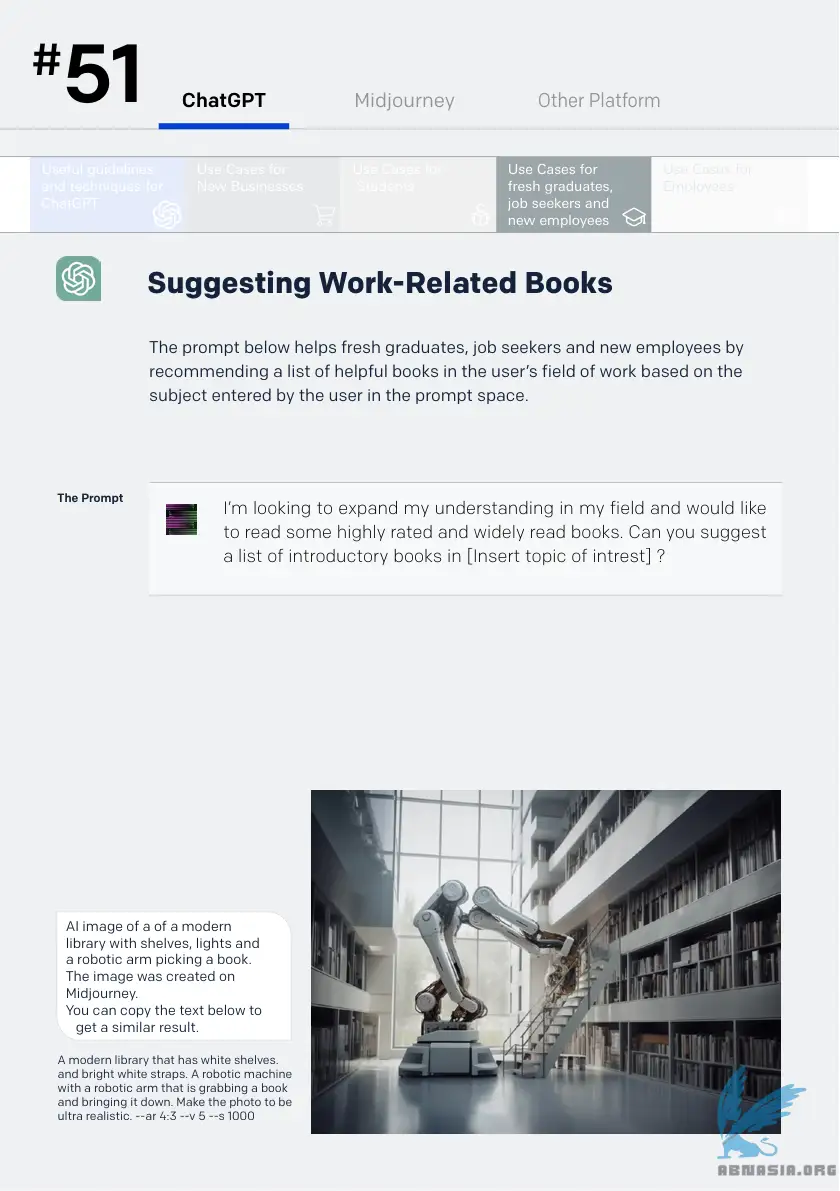 #51
ChatGPT
Midjourney
Other Platform
Useful guidelines
and techniques for
ChatGPT
Use Cases for
New Businesses
Use Cases for
Students
Use Cases for
fresh graduates,
job seekers and
new employees
Use Cases for
Employees
Suggesting Work-Related Books
The prompt below helps fresh graduates, job seekers and new employees by
recommending a list of helpful books in the user’s field of work based on the
subject entered by the user in the prompt space.
The Prompt
I’m looking to expand my understanding in my field and would like
to read some highly rated and widely read books. Can you suggest
a list of introductory books in [Insert topic of intrest] ?
AI image of a of a modern
library with shelves, lights and
a robotic arm picking a book.
The image was created on
Midjourney.
You can copy the text below to
get a similar result.
A modern library that has white shelves.
and bright white straps. A robotic machine
with a robotic arm that is grabbing a book
and bringing it down. Make the photo to be
ultra realistic. --ar 4:3 --v 5 --s 1000
ABNASIA.ORG